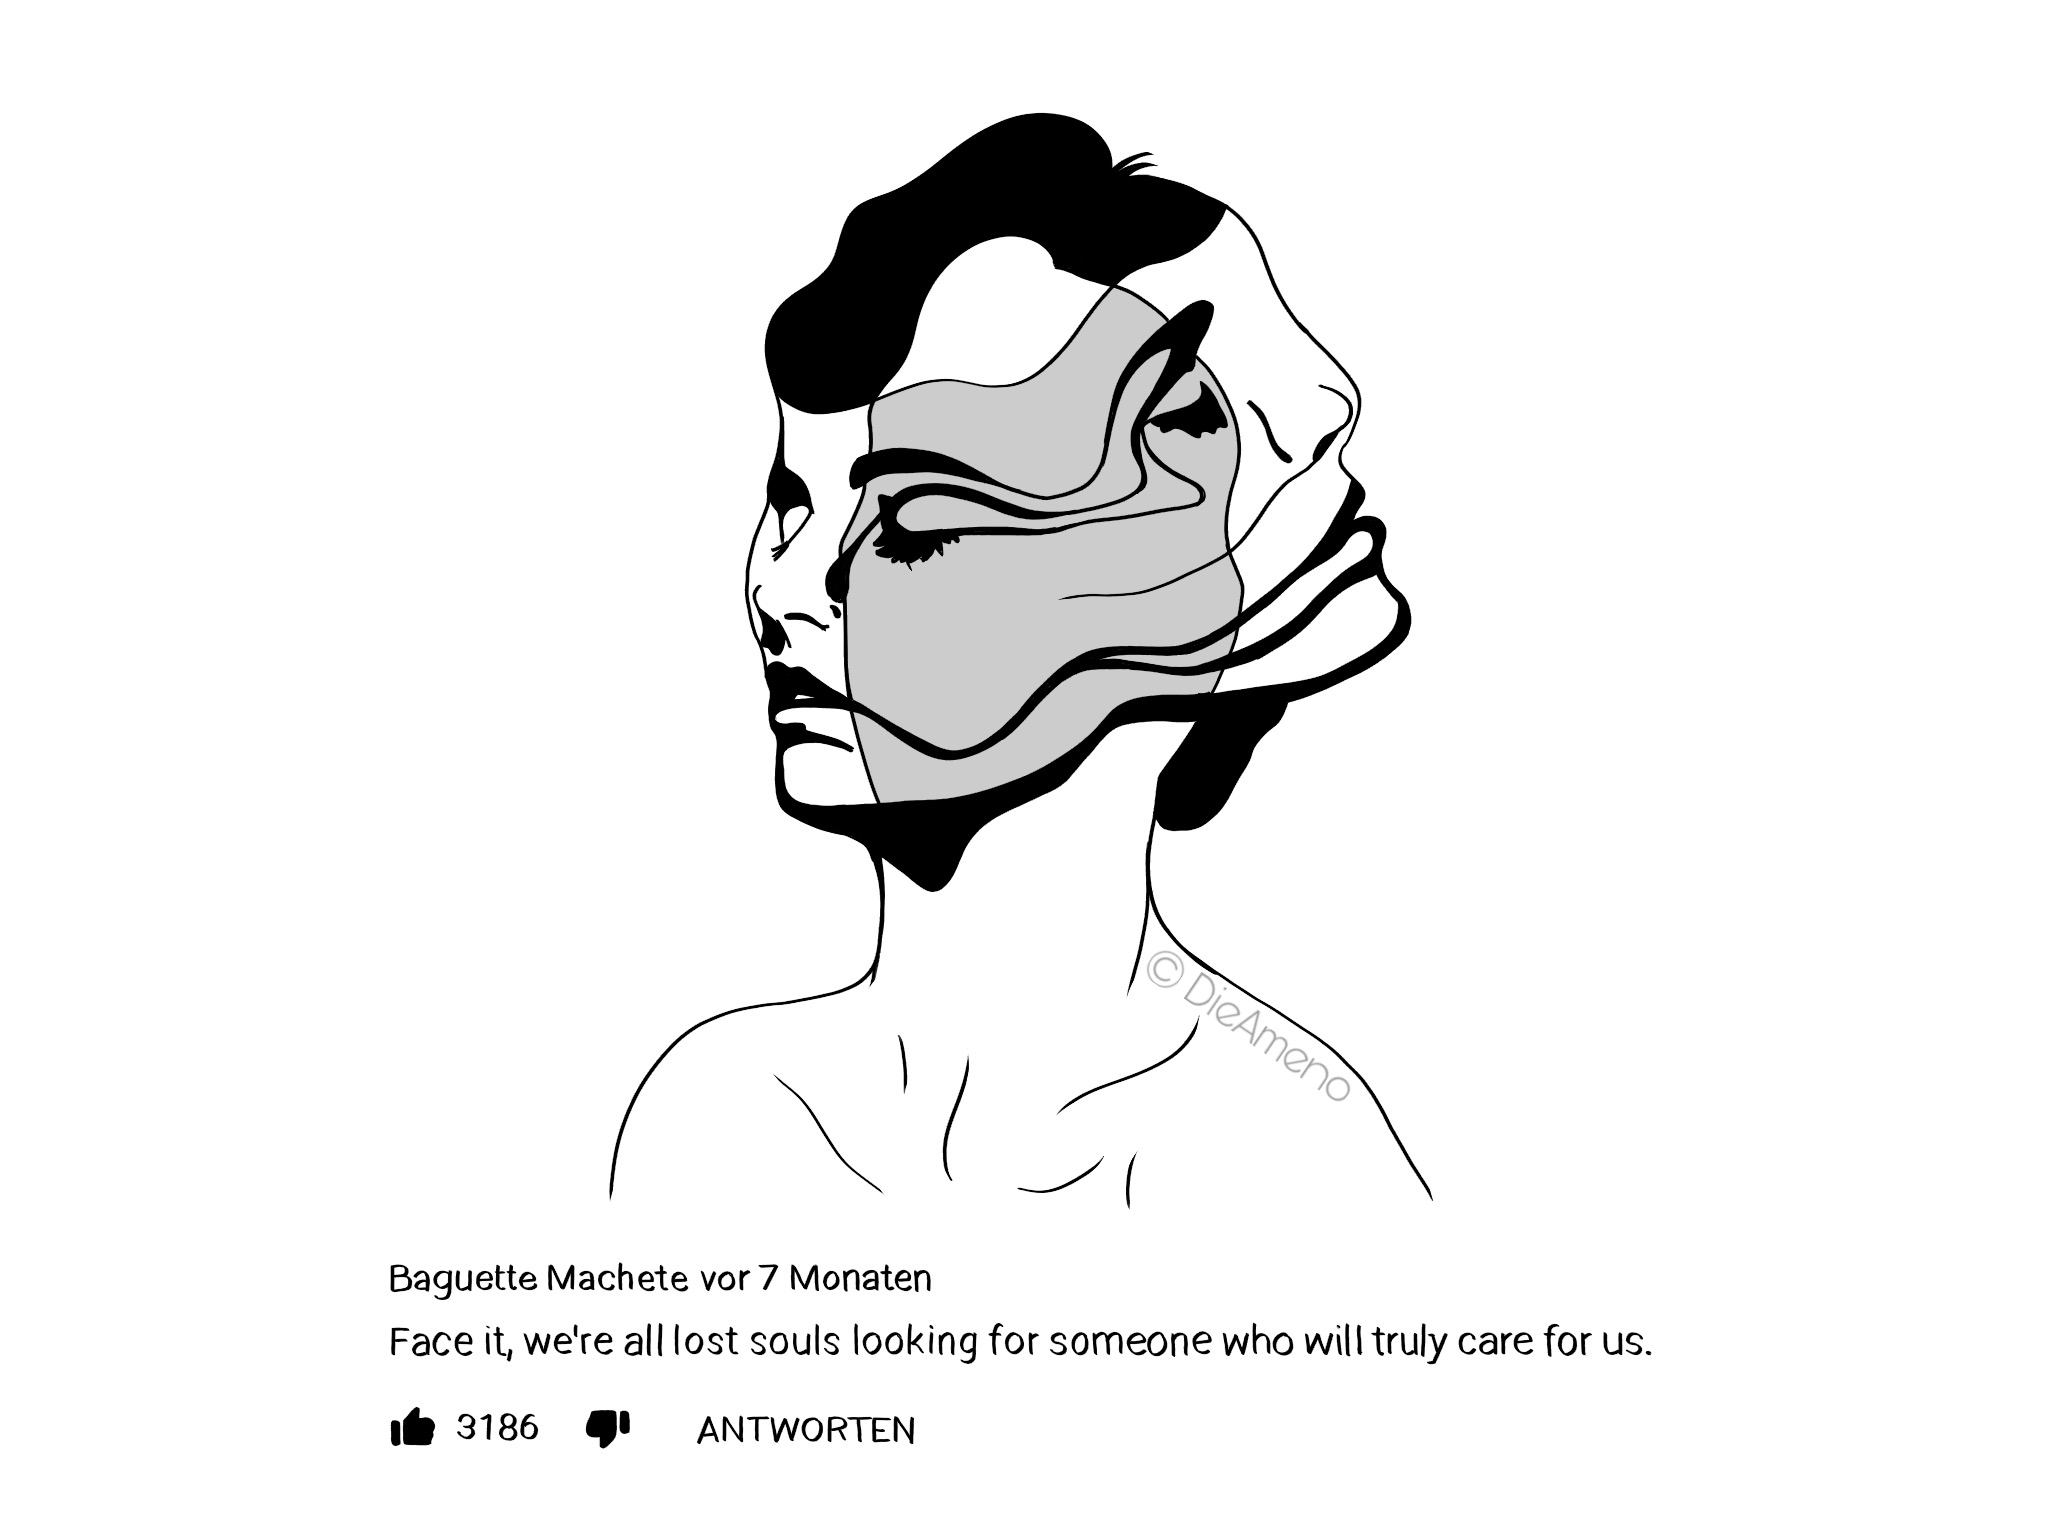 © DieAmeno
Baguette Machete vor 7 Monaten
Face it, we're all lost souls looking for someone who will truly care for us.
3186 ANTWORTEN